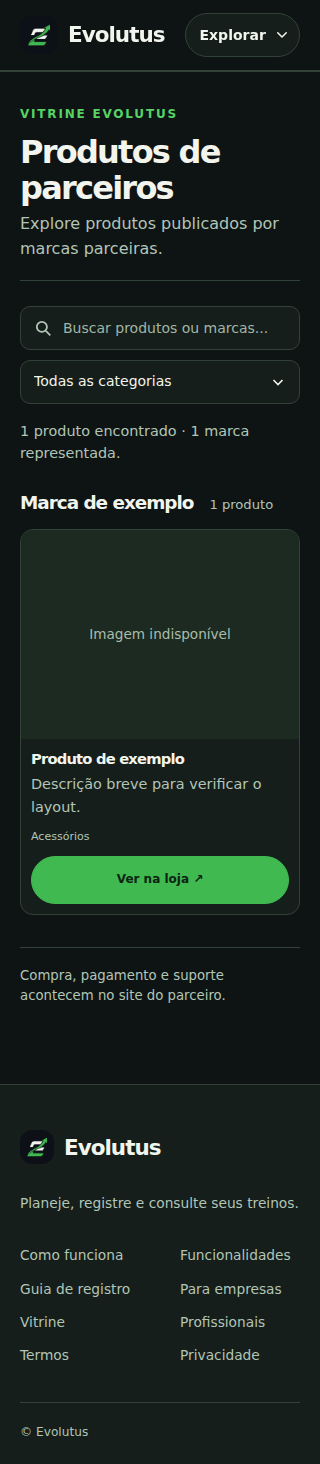 Evolutus
Explorar
VITRINE EVOLUTUS
Produtos de
parceiros
Explore produtos publicados por
marcas parceiras.
Buscar produtos ou marcas...
Todas as categorias
1 produto encontrado · 1 marca
representada.
Marca de exemplo 1 produto
Imagem indisponível
Produto de exemplo
Descrição breve para verificar o
layout.
Acessórios
Ver na loja ↗
Compra, pagamento e suporte
acontecem no site do parceiro.
Evolutus
Planeje, registre e consulte seus treinos.
Como funciona Funcionalidades
Guia de registro Para empresas
Vitrine Profissionais
Termos Privacidade
© Evolutus